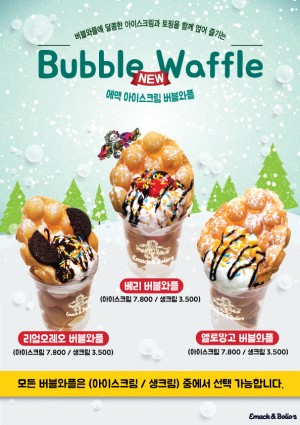 버블와플에 달콤한 아이스크림과 토핑을 함께 얹어 즐기는
Bubble Waffle
NEW
에맥 아이스크림 버블와플
베리 버블와플
(아이스크림 7.800 / 생크림 3.500)
리얼오레오 버블와플
(아이스크림 7.800 / 생크림 3.500)
옐로망고 버블와플
(아이스크림 7.800 / 생크림 3.500)
모든 버블와플은 (아이스크림 / 생크림) 중에서 선택 가능합니다.
Emack & Bolio's